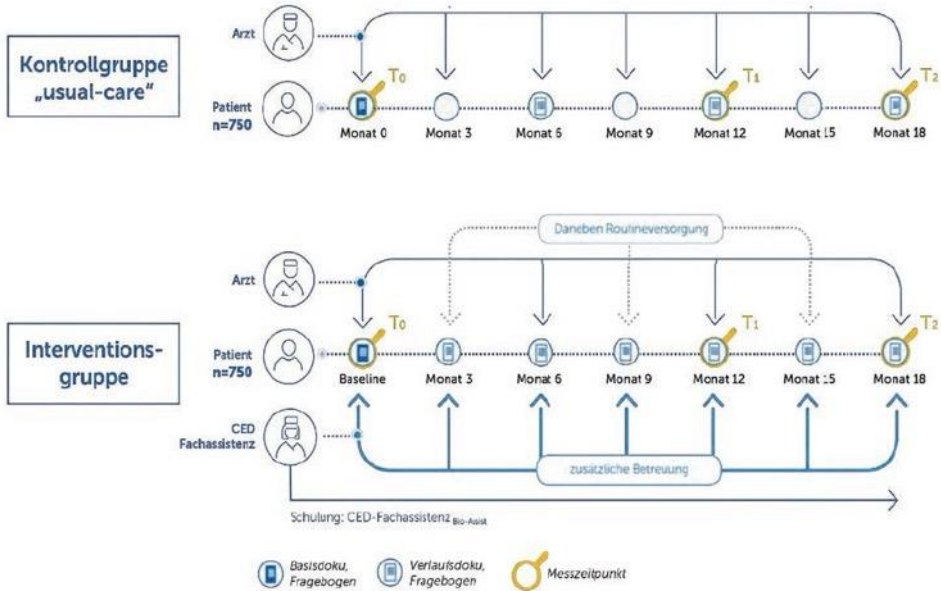 Kontrollgruppe
„usual-care“
Arzt
Patient
n=750
T0
T1
T2
Monat 0
Monat 3
Monat 6
Monat 9
Monat 12
Monat 15
Monat 18
Daneben Routineversorgung
Interventions-
gruppe
Arzt
Patient
n=750
T0
T1
T2
Baseline
Monat 3
Monat 6
Monat 9
Monat 12
Monat 15
Monat 18
CED
Fachassistenz
zusätzliche Betreuung
Schulung: CED-Fachassistenz Bio-Assist
Basisdoku,
Fragebogen
Verlaufsdoku,
Fragebogen
Messzeitpunkt